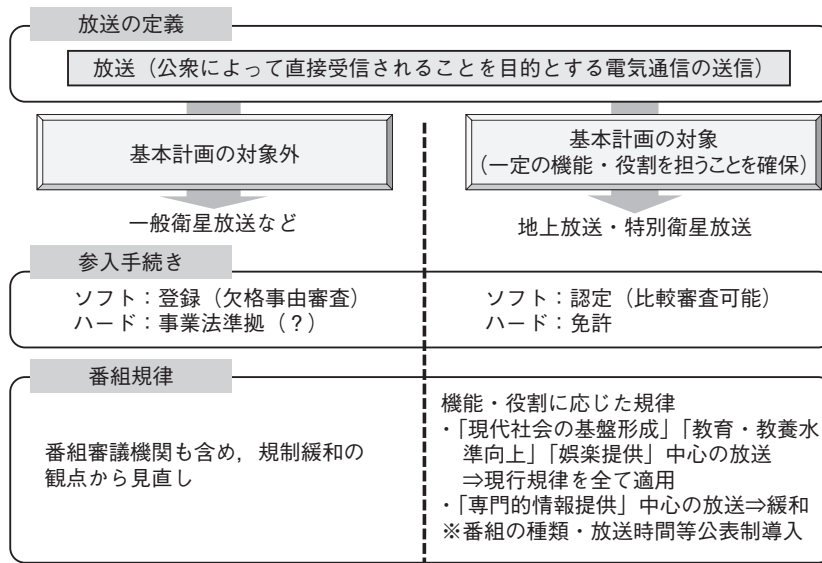 放送の定義
放送（公衆によって直接受信されることを目的とする電気通信の送信）
基本計画の対象外
一般衛星放送など
基本計画の対象
（一定の機能・役割を担うことを確保）
地上放送・特別衛星放送
参入手続き
ソフト：登録（欠格事由審査）
ハード：事業法準拠（？）
ソフト：認定（比較審査可能）
ハード：免許
番組規律
番組審議機関も含め，規制緩和の
観点から見直し
機能・役割に応じた規律
・「現代社会の基盤形成」「教育・教養水
準向上」「娯楽提供」中心の放送
⇒現行規律を全て適用
・「専門的情報提供」中心の放送⇒緩和
※番組の種類・放送時間等公表制導入